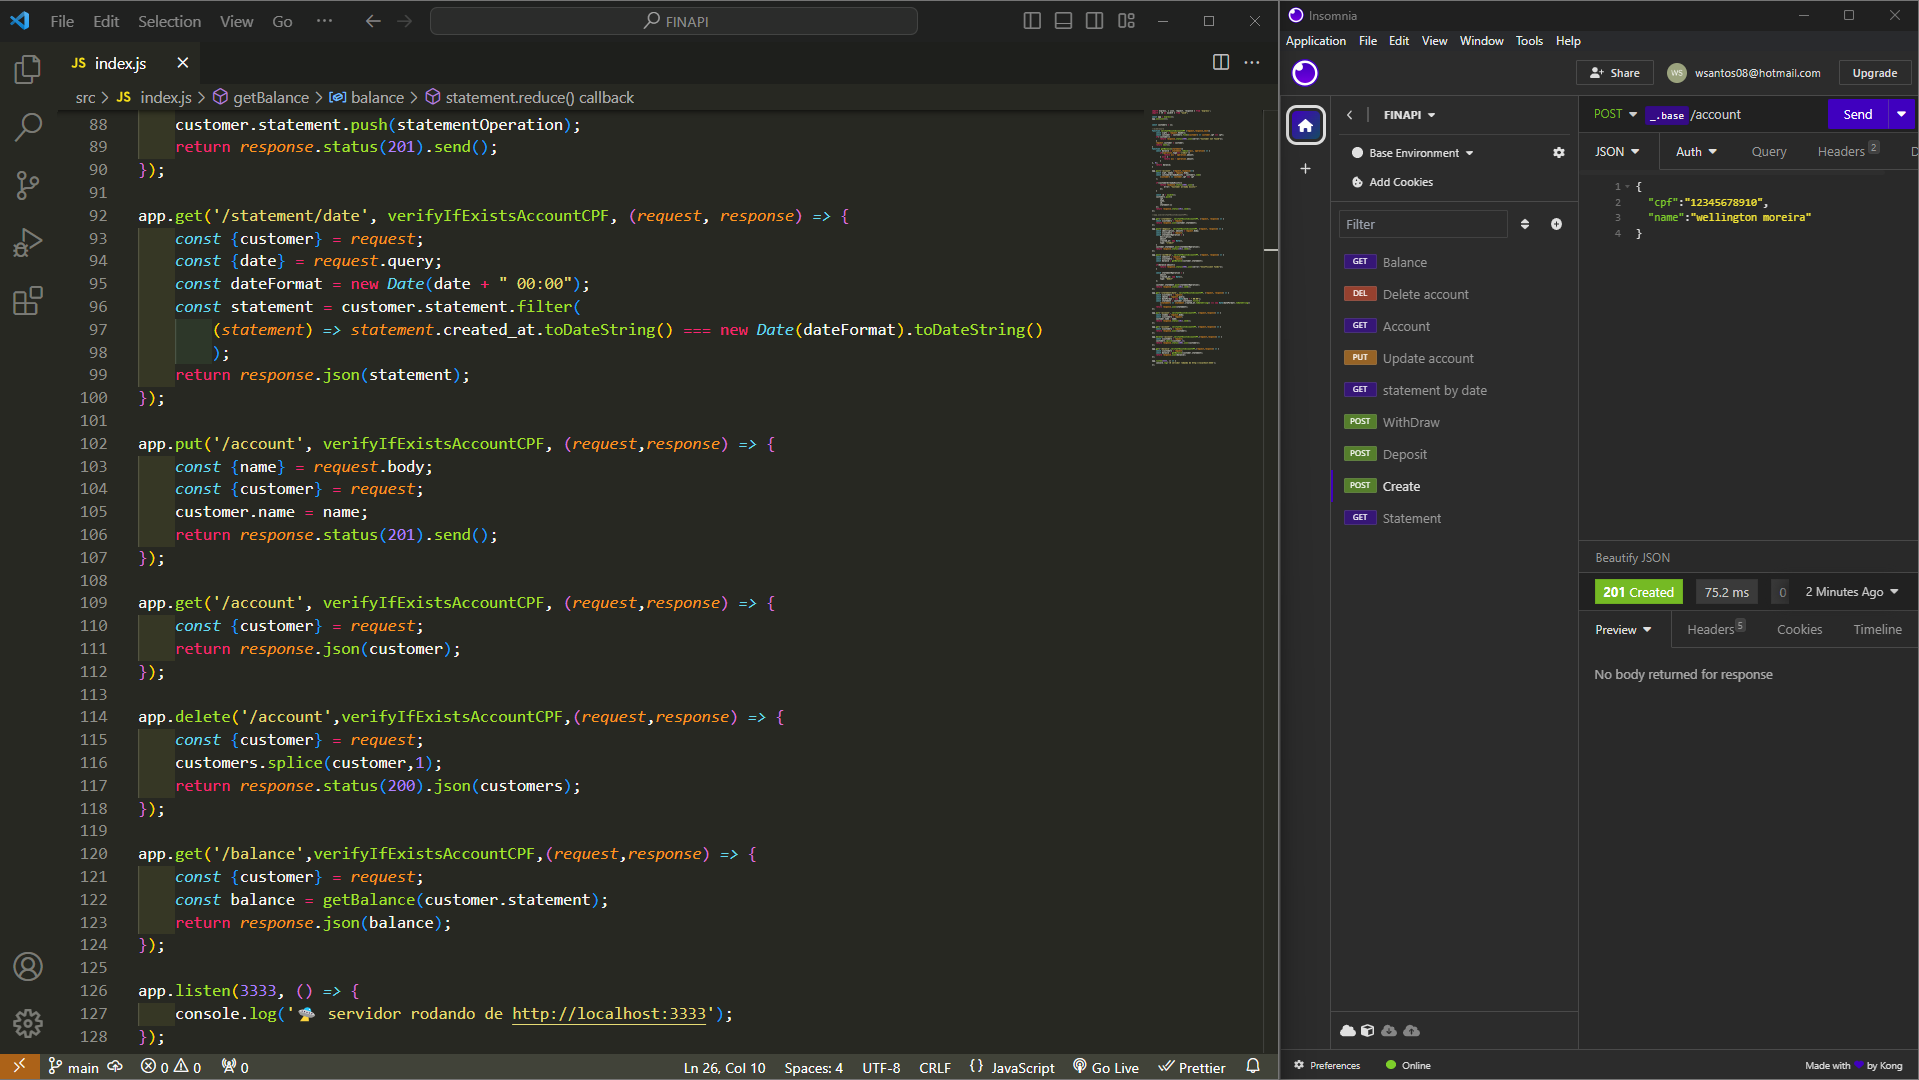 File Edit Selection View Go ··· FINAPI
JS index.js
src > JS index.js > getBalance > balance > statement.reduce() callback
88 customer.statement.push(statementOperation);
89 return response.status(201).send();
90 });
91
92 app.get('/statement/date', verifyIfExistsAccountCPF, (request, response) => {
93 const {customer} = request;
94 const {date} = request.query;
95 const dateFormat = new Date(date + " 00:00");
96 const statement = customer.statement.filter(
97 (statement) => statement.created_at.toDateString() === new Date(dateFormat).toDateString()
98 );
99 return response.json(statement);
100 });
101
102 app.put('/account', verifyIfExistsAccountCPF, (request,response) => {
103 const {name} = request.body;
104 const {customer} = request;
105 customer.name = name;
106 return response.status(201).send();
107 });
108
109 app.get('/account', verifyIfExistsAccountCPF, (request,response) => {
110 const {customer} = request;
111 return response.json(customer);
112 });
113
114 app.delete('/account',verifyIfExistsAccountCPF,(request,response) => {
115 const {customer} = request;
116 customers.splice(customer,1);
117 return response.status(200).json(customers);
118 });
119
120 app.get('/balance',verifyIfExistsAccountCPF,(request,response) => {
121 const {customer} = request;
122 const balance = getBalance(customer.statement);
123 return response.json(balance);
124 });
125
126 app.listen(3333, () => {
127 console.log('🛸 servidor rodando de http://localhost:3333');
128 });
main 0 0 0 Ln 26, Col 10 Spaces: 4 UTF-8 CRLF {} JavaScript Go Live Prettier
Insomnia
Application File Edit View Window Tools Help
Share WS wsantos08@hotmail.com Upgrade
FINAPI
Base Environment
Add Cookies
Filter
GET Balance
DEL Delete account
GET Account
PUT Update account
GET statement by date
POST WithDraw
POST Deposit
POST Create
GET Statement
POST _.base /account Send
JSON Auth Query Headers 2 D
1 {
2 "cpf":"12345678910",
3 "name":"wellington moreira"
4 }
Beautify JSON
201 Created 75.2 ms 0 2 Minutes Ago
Preview Headers 5 Cookies Timeline
No body returned for response
Preferences Online Made with by Kong